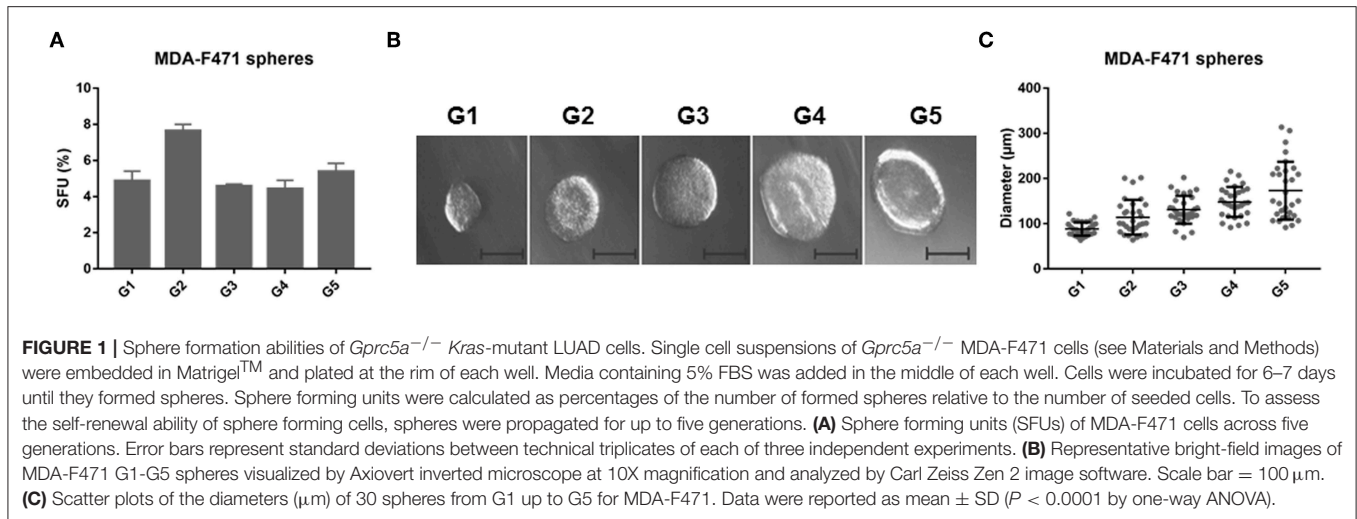 A
MDA-F471 spheres
10
8
6
4
2
0
SFU (%)
G1
G2
G3
G4
G5
B
G1
G2
G3
G4
G5
C
MDA-F471 spheres
400
300
200
100
0
Diameter (µm)
G1
G2
G3
G4
G5
FIGURE 1 | Sphere formation abilities of Gprc5a−/− Kras-mutant LUAD cells. Single cell suspensions of Gprc5a−/− MDA-F471 cells (see Materials and Methods)
were embedded in Matrigel™ and plated at the rim of each well. Media containing 5% FBS was added in the middle of each well. Cells were incubated for 6–7 days
until they formed spheres. Sphere forming units were calculated as percentages of the number of formed spheres relative to the number of seeded cells. To assess
the self-renewal ability of sphere forming cells, spheres were propagated for up to five generations. (A) Sphere forming units (SFUs) of MDA-F471 cells across five
generations. Error bars represent standard deviations between technical triplicates of each of three independent experiments. (B) Representative bright-field images of
MDA-F471 G1-G5 spheres visualized by Axiovert inverted microscope at 10X magnification and analyzed by Carl Zeiss Zen 2 image software. Scale bar = 100 µm.
(C) Scatter plots of the diameters (µm) of 30 spheres from G1 up to G5 for MDA-F471. Data were reported as mean ± SD (P < 0.0001 by one-way ANOVA).